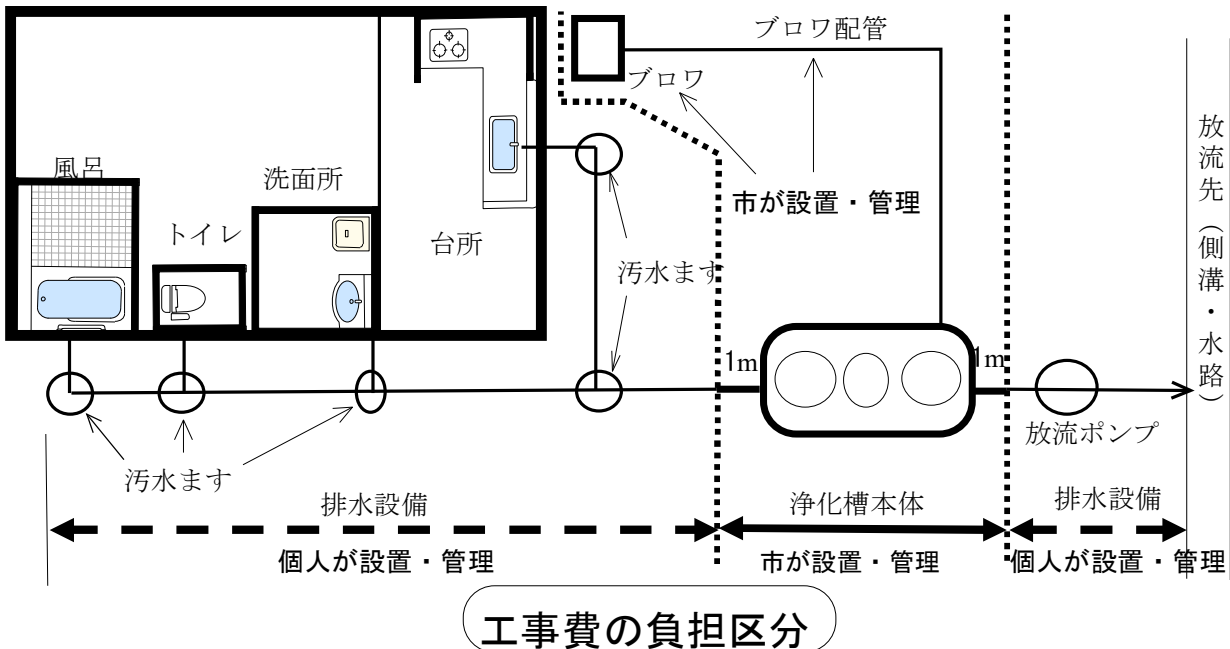 ブロワ配管
ブロワ
風呂
洗面所
トイレ
台所
市が設置・管理
汚水ます
放流先（側溝・水路）
1m
1m
放流ポンプ
汚水ます
排水設備
浄化槽本体
排水設備
個人が設置・管理
市が設置・管理
個人が設置・管理
工事費の負担区分